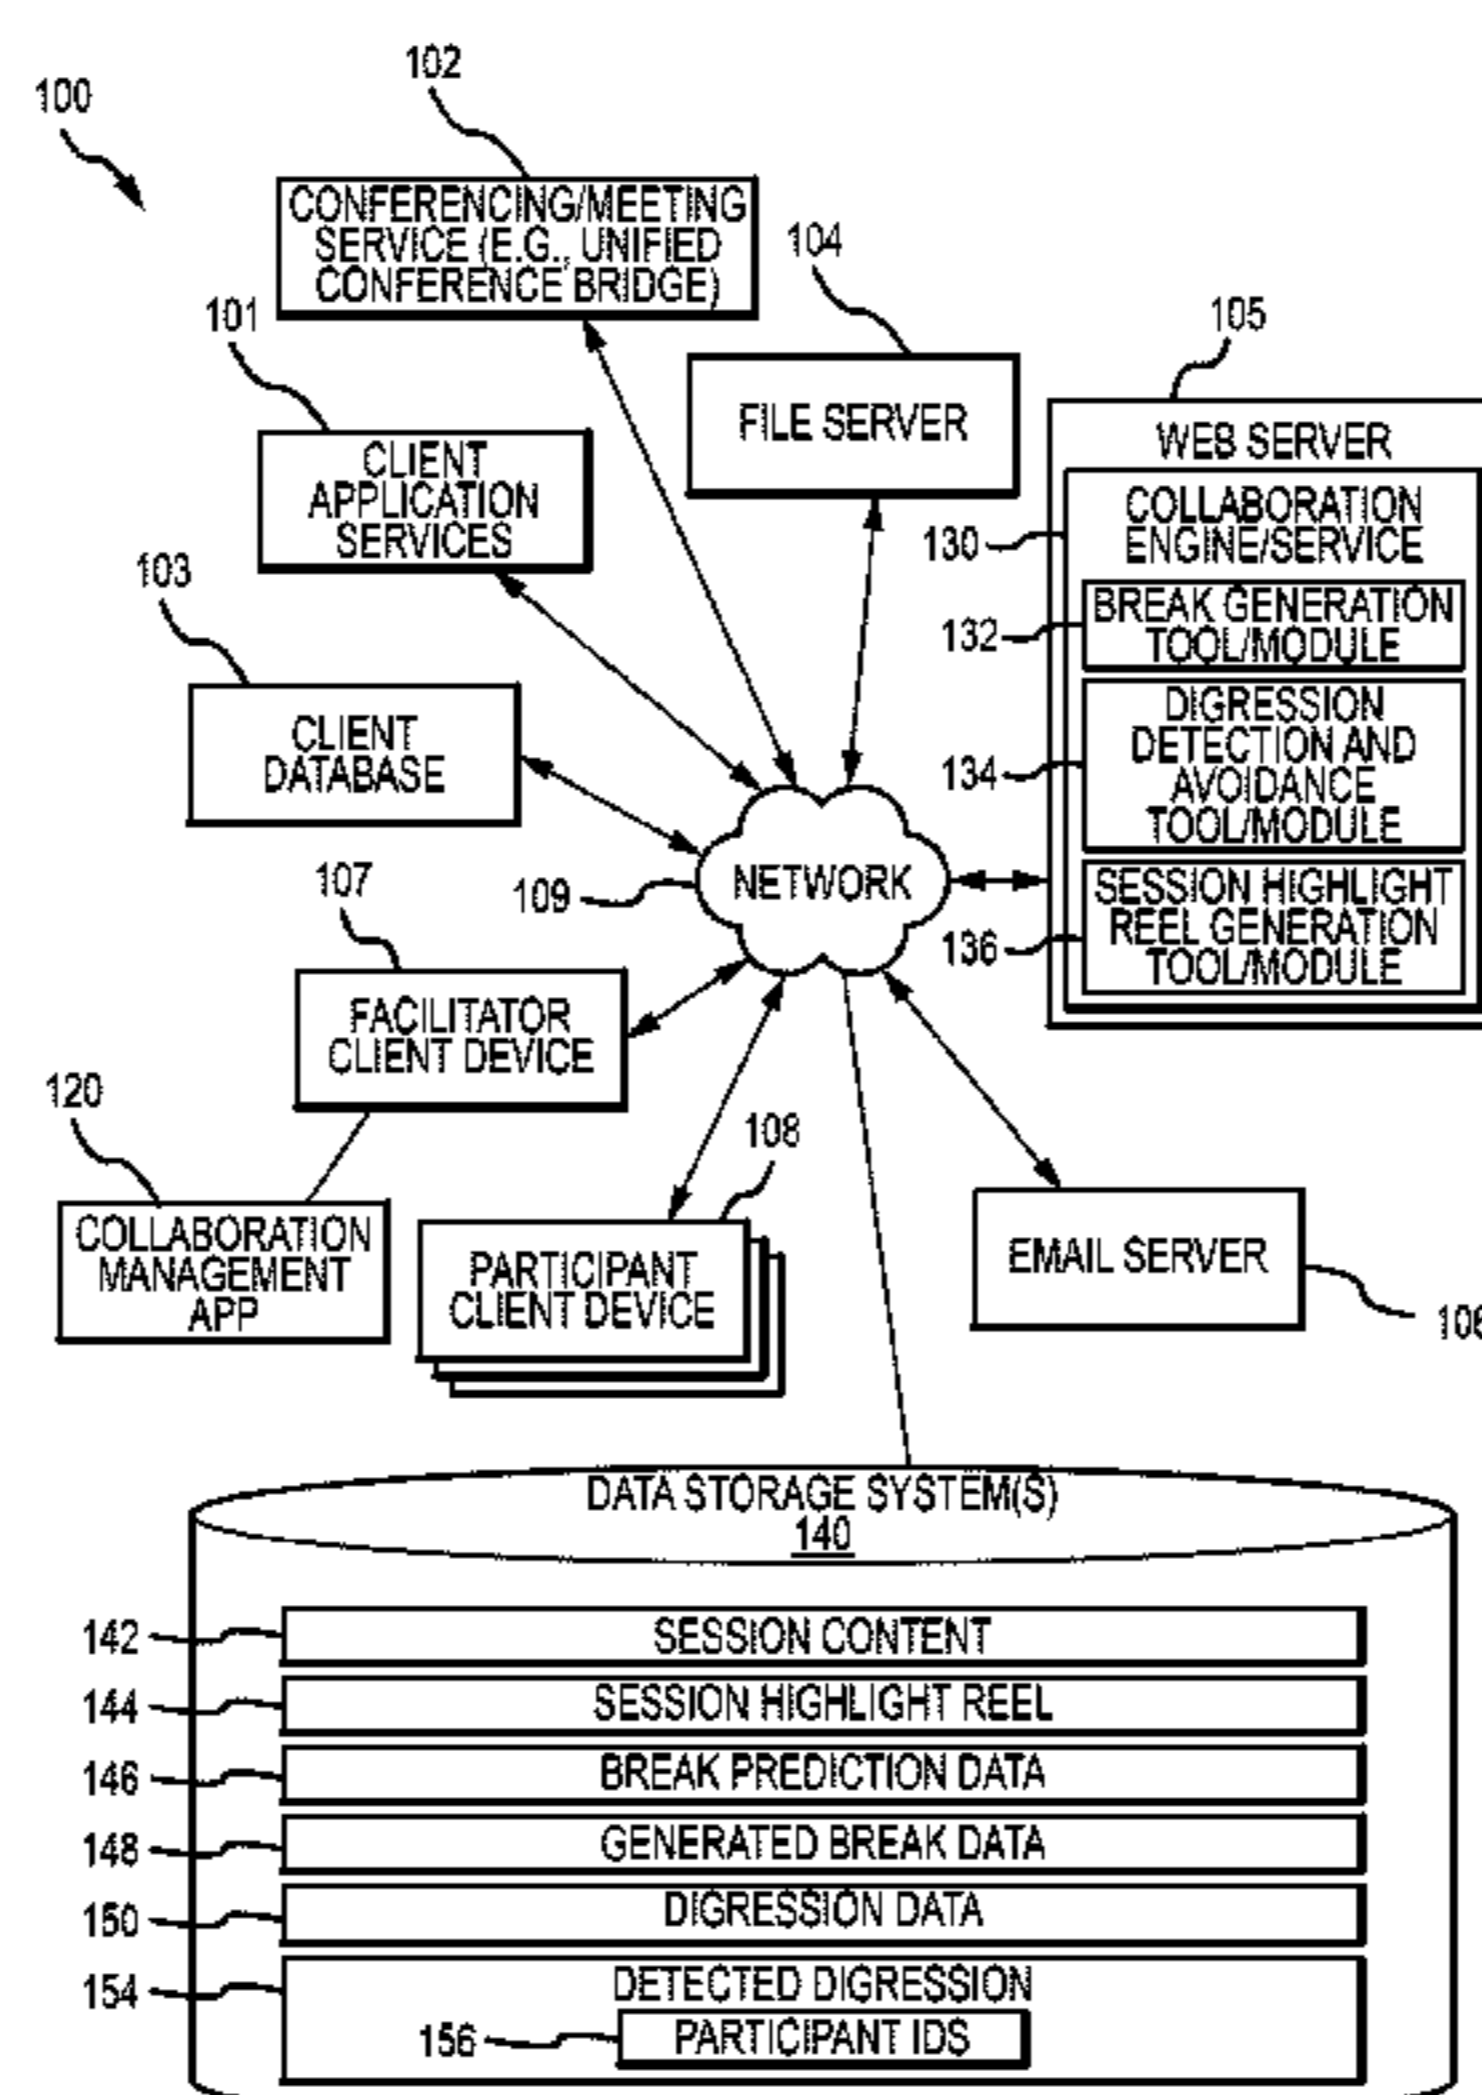 102
100
CONFERENCING/MEETING
SERVICE (E.G., UNIFIED
CONFERENCE BRIDGE)
104
101
105
CLIENT
APPLICATION
SERVICES
FILE SERVER
WEB SERVER
130
COLLABORATION
ENGINE/SERVICE
103
132
BREAK GENERATION
TOOL/MODULE
CLIENT
DATABASE
134
DIGRESSION
DETECTION AND
AVOIDANCE
TOOL/MODULE
107
109
NETWORK
136
SESSION HIGHLIGHT
REEL GENERATION
TOOL/MODULE
FACILITATOR
CLIENT DEVICE
120
108
COLLABORATION
MANAGEMENT
APP
PARTICIPANT
CLIENT DEVICE
EMAIL SERVER
106
DATA STORAGE SYSTEM(S)
140
142 SESSION CONTENT
144 SESSION HIGHLIGHT REEL
146 BREAK PREDICTION DATA
148 GENERATED BREAK DATA
150 DIGRESSION DATA
154 DETECTED DIGRESSION
156 PARTICIPANT IDS